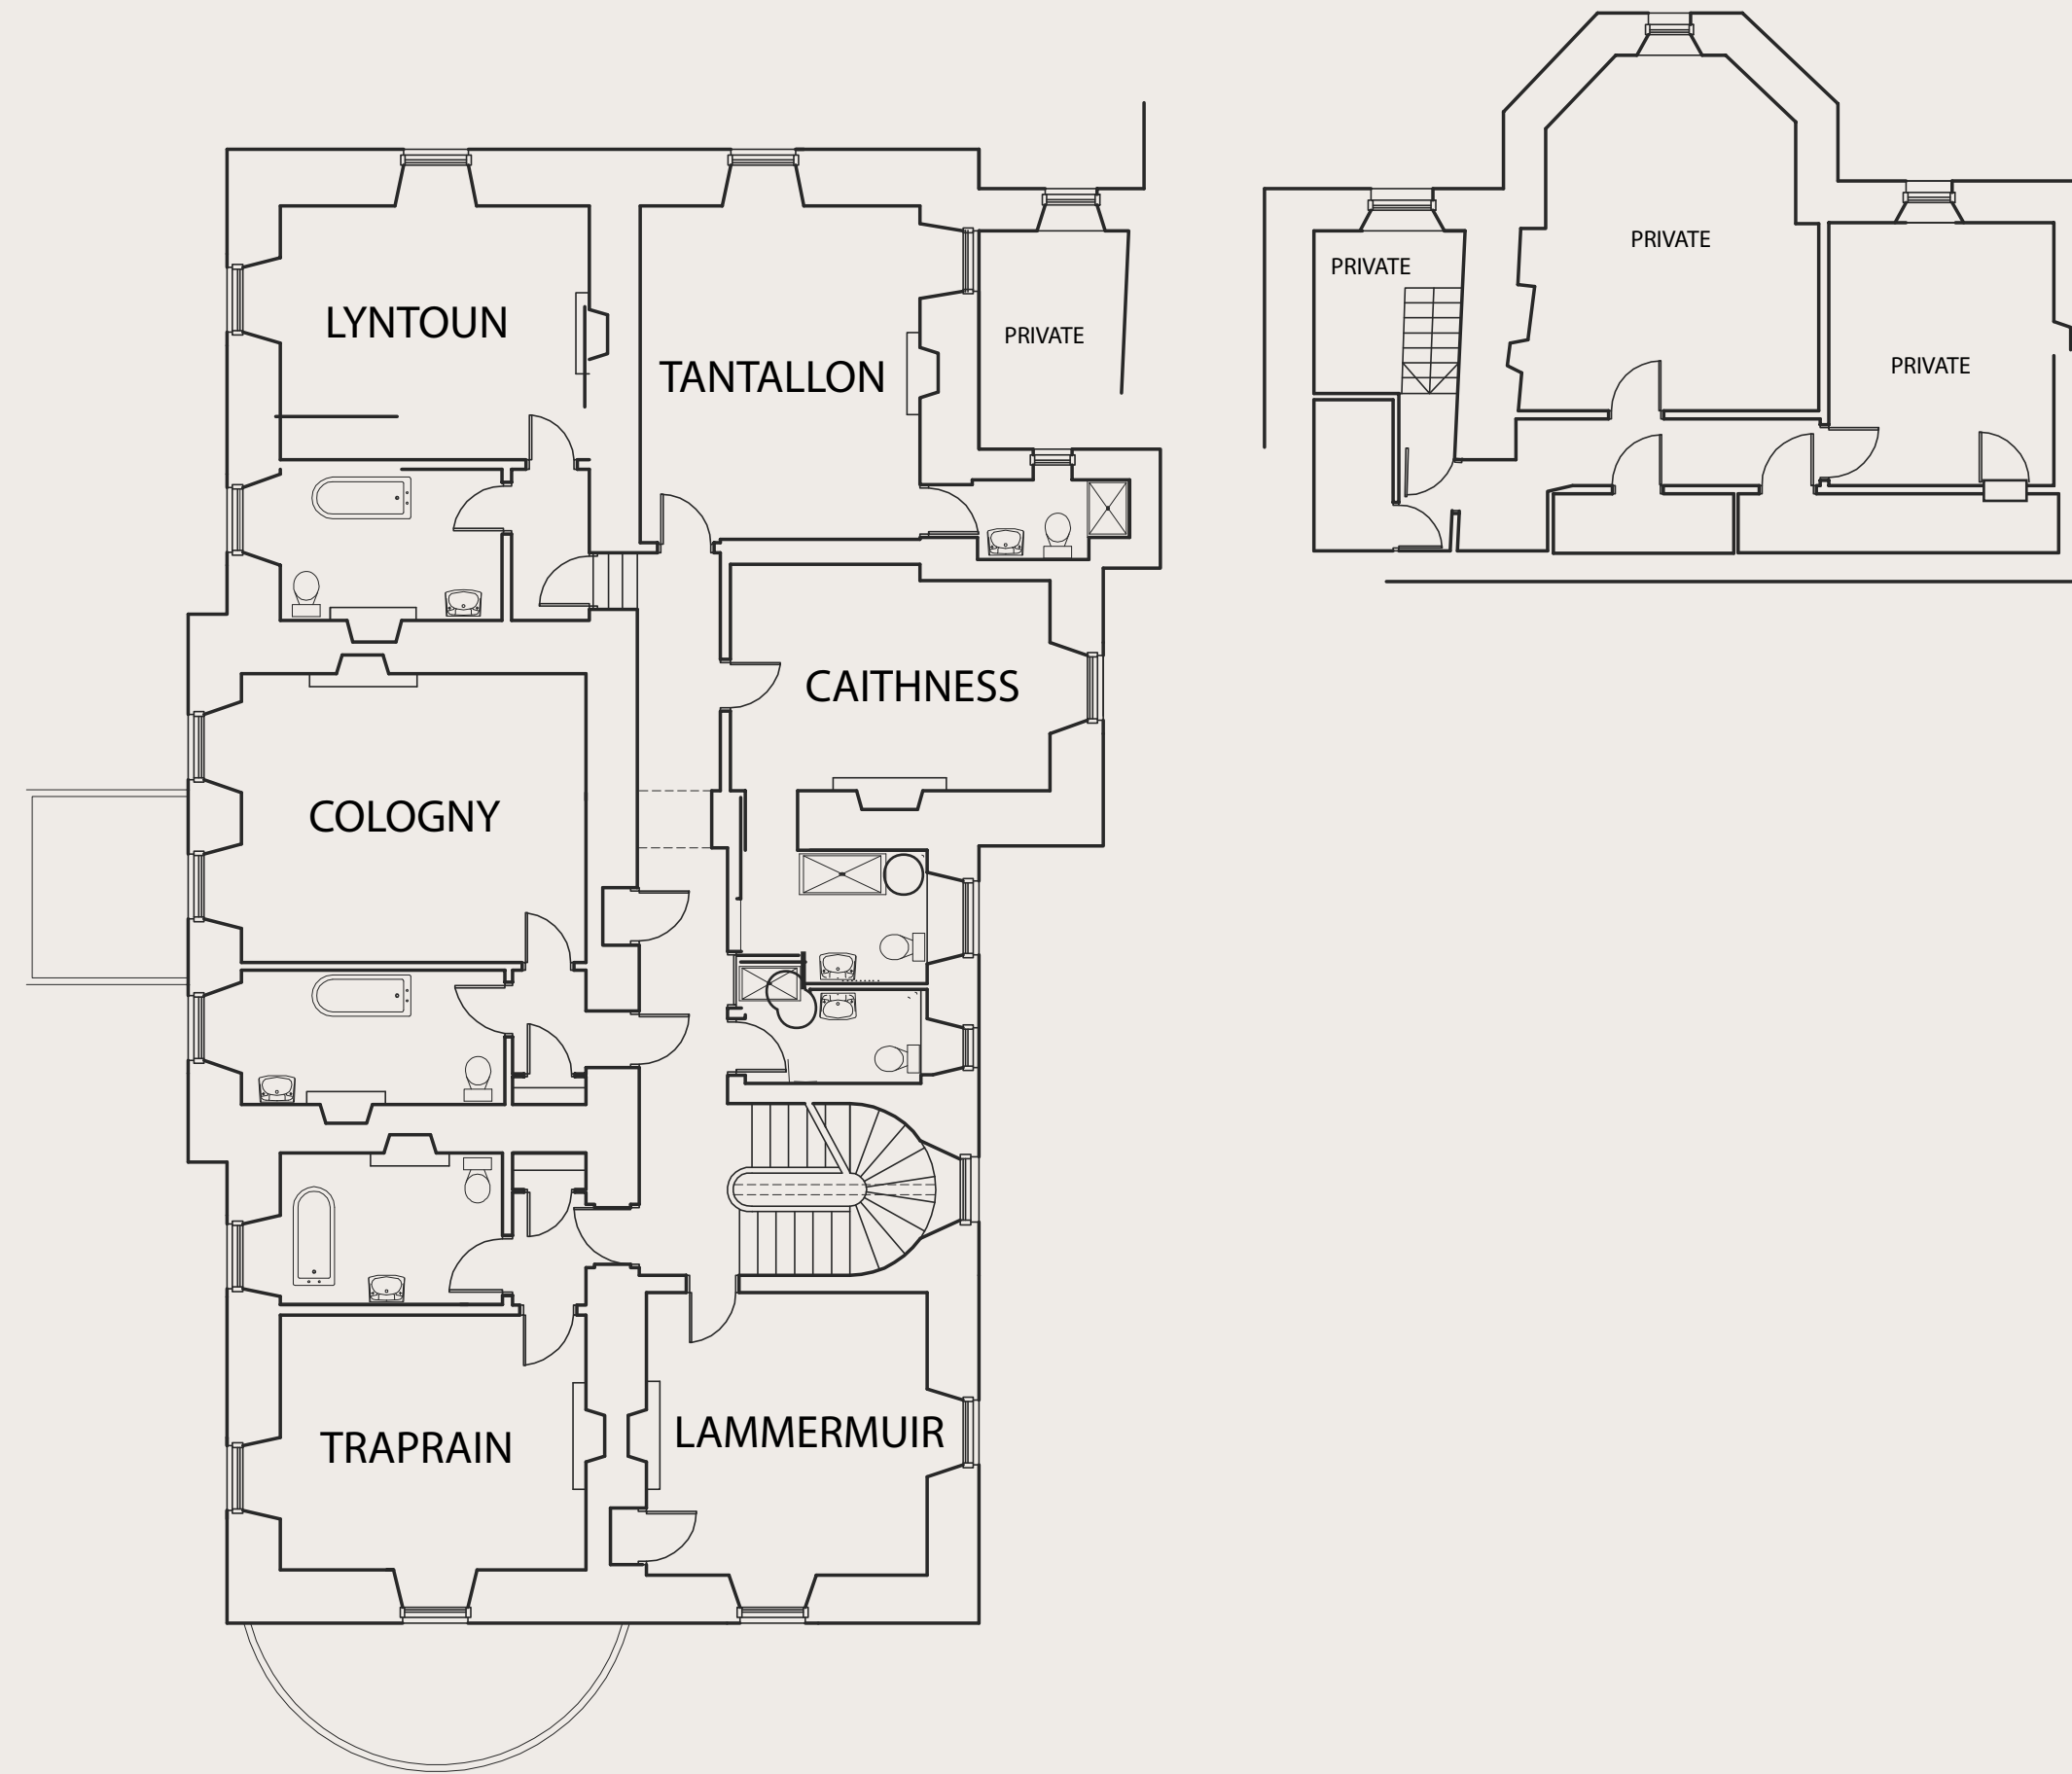 PRIVATE
PRIVATE
LYNTOUN
PRIVATE
PRIVATE
TANTALLON
CAITHNESS
COLOGNY
LAMMERMUIR
TRAPRAIN